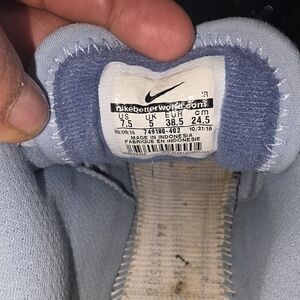 nikebetterworld.com
US UK EUR cm
7.5 5 38.5 24.5
749180-402 10/31/16
MADE IN INDONESIA
FABRIQUE EN INDONESIE